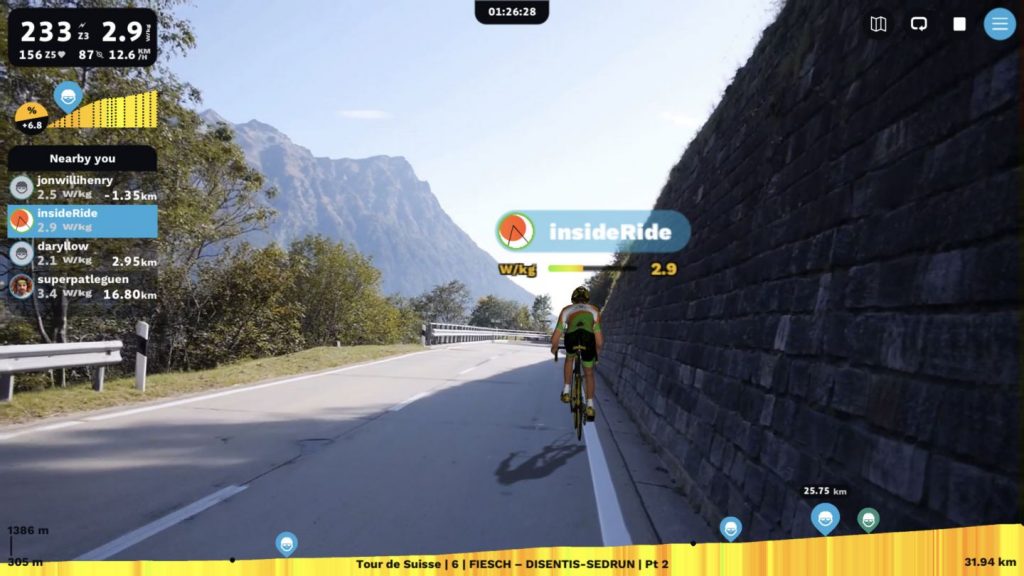 233 Z3 2.9 W/kg
156 Z5 87 12.6 KM/H
01:26:28
%
+6.8
Nearby you
jonwillihenry
2.5 W/kg -1.35km
insideRide
2.9 W/kg
daryllow
2.1 W/kg 2.95km
superpatleguen
3.4 W/kg 16.80km
insideRide
W/kg 2.9
25.75 km
1386 m
305 m
Tour de Suisse | 6 | FIESCH – DISENTIS-SEDRUN | Pt 2
31.94 km